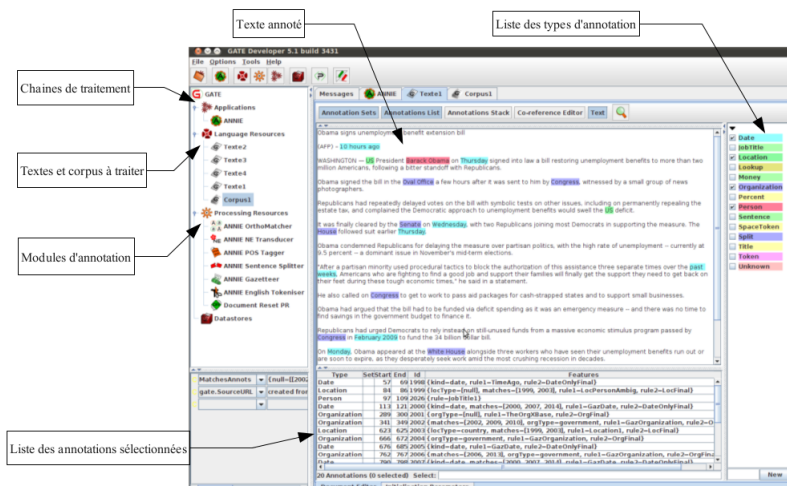 Texte annoté
Liste des types d'annotation
Chaines de traitement
Textes et corpus à traiter
Modules d'annotation
Liste des annotations sélectionnées
GATE Developer 5.1 build 3431
File Options Tools Help
GATE
Applications
ANNIE
Language Resources
Texte2
Texte3
Texte4
Texte1
Corpus1
Processing Resources
ANNIE OrthoMatcher
ANNIE NE Transducer
ANNIE POS Tagger
ANNIE Sentence Splitter
ANNIE Gazetteer
ANNIE English Tokeniser
Document Reset PR
Datastores
MatchesAnnots {null=[[2002
gate.SourceURL created from
Messages ANNIE Texte1 Corpus1
Annotation Sets Annotations List Annotations Stack Co-reference Editor Text
Obama signs unemployment benefit extension bill
(AFP) – 10 hours ago
WASHINGTON — US President Barack Obama on Thursday signed into law a bill restoring unemployment benefits to more than two
million Americans, following a bitter standoff with Republicans.
Obama signed the bill in the Oval Office a few hours after it was sent to him by Congress, witnessed by a small group of news
photographers.
Republicans had repeatedly delayed votes on the bill with symbolic tests on other issues, including on permanently repealing the
estate tax, and complained the Democratic approach to unemployment benefits would swell the US deficit.
It was finally cleared by the Senate on Wednesday, with two Republicans joining most Democrats in supporting the measure. The
House followed suit earlier Thursday.
Obama condemned Republicans for delaying the measure over partisan politics, with the high rate of unemployment -- currently at
9.5 percent -- a dominant issue in November's mid-term elections.
"After a partisan minority used procedural tactics to block the authorization of this assistance three separate times over the past
weeks, Americans who are fighting to find a good job and support their families will finally get the support they need to get back on
their feet during these tough economic times," he said in a statement.
He also called on Congress to get to work to pass aid packages for cash-strapped states and to support small businesses.
Obama had argued that the bill had to be funded via deficit spending as it was an emergency measure -- and there was no time to
find savings in the government budget to finance it.
Republicans had urged Democrats to rely instead on still-unused funds from a massive economic stimulus program passed by
Congress in February 2009 to fund the 34 billion dollar bill.
On Monday, Obama appeared at the White House alongside three workers who have seen their unemployment benefits run out or
are soon to expire, as they desperately seek work amid the most crushing recession in decades.
Date
JobTitle
Location
Lookup
Money
Organization
Percent
Person
Sentence
SpaceToken
Split
Title
Token
Unknown
Type Set Start End Id Features
Date 57 69 1998 {kind=date, rule1=TimeAgo, rule2=DateOnlyFinal}
Location 84 86 1999 {locType=[null], matches=[1999, 2003], rule1=LocPersonAmbig, rule2=LocFinal}
Person 97 109 2026 {rule=JobTitle1}
Date 113 121 2000 {kind=date, matches=[2000, 2007, 2014], rule1=GazDate, rule2=DateOnlyFinal}
Organization 289 300 2001 {orgType=[null], rule1=TheOrgXBase, rule2=OrgFinal}
Organization 341 349 2002 {matches=[2002, 2009, 2010], orgType=government, rule1=GazOrganization, rule2=O
Location 623 625 2003 {locType=country, matches=[1999, 2003], rule1=Location1, rule2=LocFinal}
Organization 666 672 2004 {orgType=government, rule1=GazOrganization, rule2=OrgFinal}
Date 676 685 2005 {kind=date, rule1=GazDate, rule2=DateOnlyFinal}
Organization 762 767 2006 {matches=[2006, 2013], orgType=government, rule1=GazOrganization, rule2=OrgFina
Date 790 798 2007 {kind=date, matches=[2000, 2007, 2014], rule1=GazDate, rule2=DateOnlyFinal}
20 Annotations (0 selected) Select:
New
Document Editor Initialisation Parameters